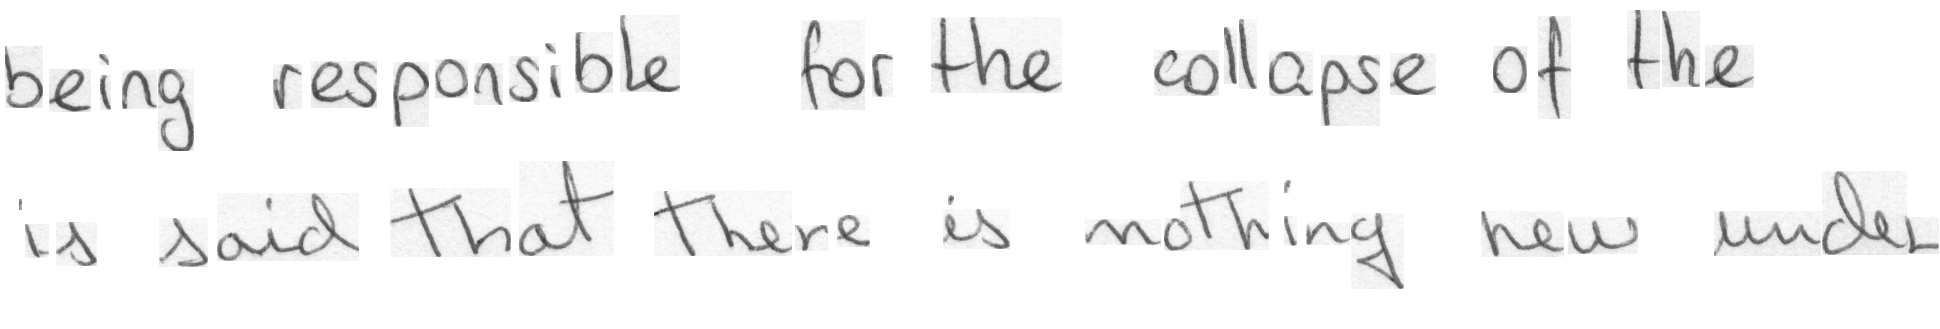 being responsible for the collapse of the
is said that there is nothing new under